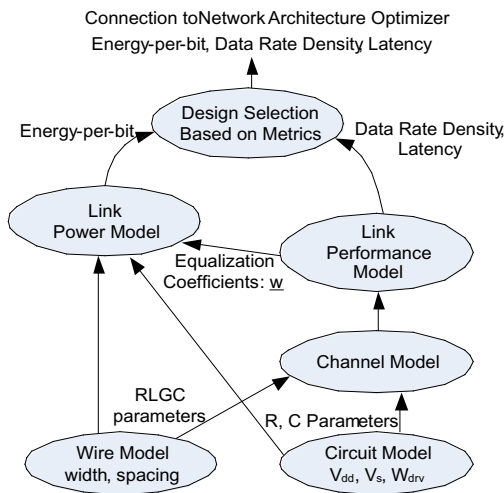 Connection toNetwork Architecture Optimizer
Energy-per-bit, Data Rate Density, Latency
Design Selection
Based on Metrics
Energy-per-bit
Data Rate Density,
Latency
Link
Power Model
Link
Performance
Model
Equalization
Coefficients: w
Channel Model
RLGC
parameters
R, C Parameters
Wire Model
width, spacing
Circuit Model
Vdd, Vs, Wdrv